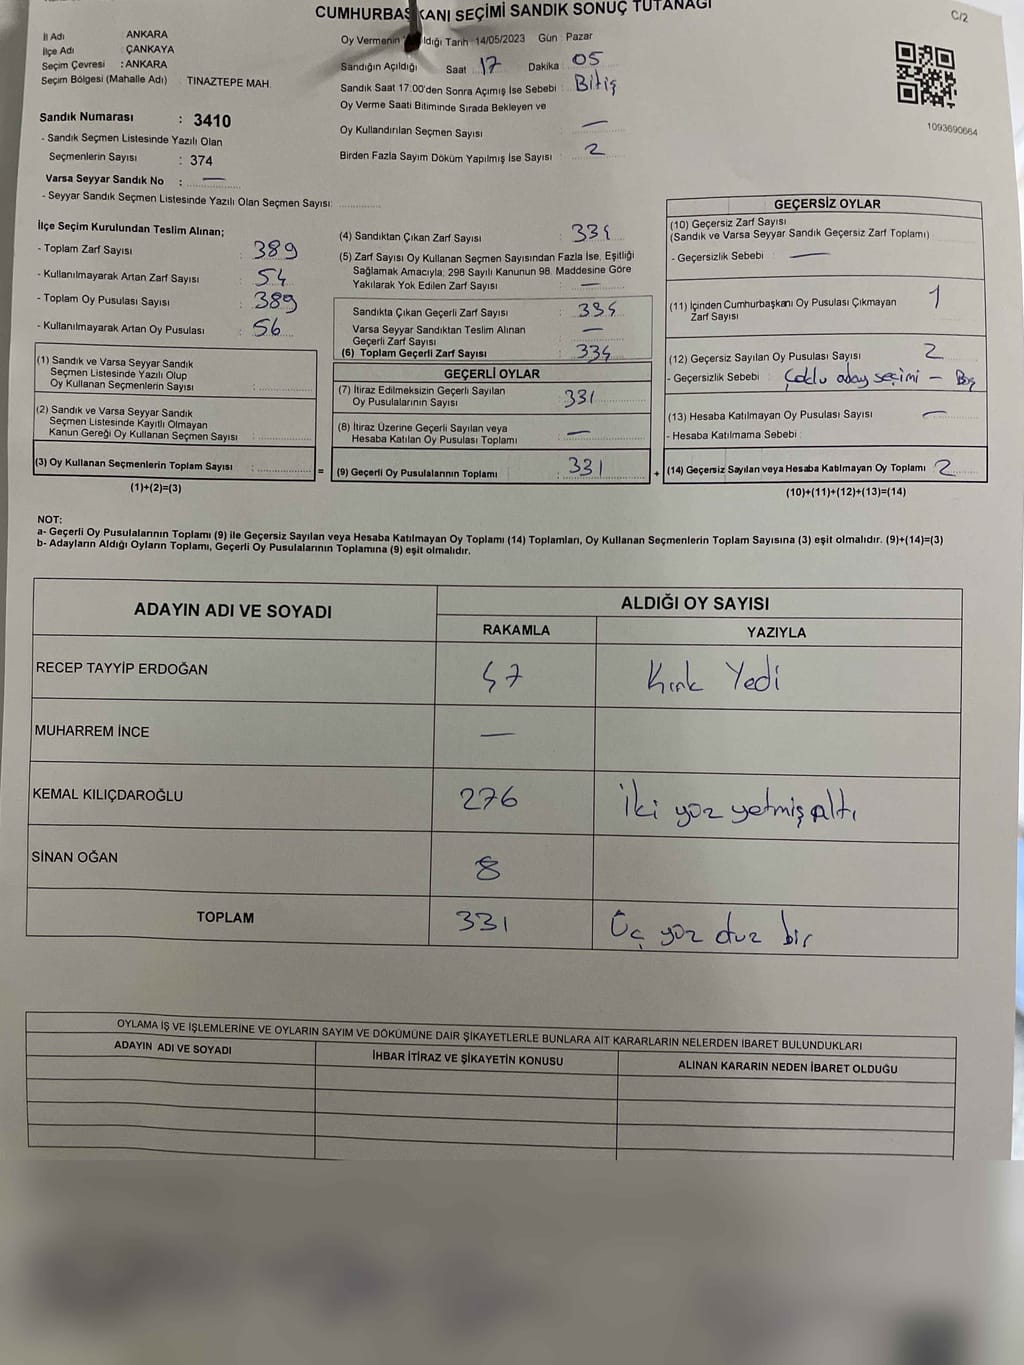 CUMHURBAŞKANI SEÇİMİ SANDIK SONUÇ TUTANAĞI
C/2
İl Adı ANKARA
İlçe Adı : ÇANKAYA
Seçim Çevresi : ANKARA
Seçim Bölgesi (Mahalle Adı) : TINAZTEPE MAH.
Sandık Numarası : 3410
- Sandık Seçmen Listesinde Yazılı Olan
Seçmenlerin Sayısı : 374
Varsa Seyyar Sandık No : —
- Seyyar Sandık Seçmen Listesinde Yazılı Olan Seçmen Sayısı:
Oy Vermenin Tarih : 14/05/2023 Gün : Pazar
Sandığın Açıldığı Saat 17 Dakika : 05
Sandık Saat 17:00'den Sonra Açımış İse Sebebi : Bitiş
Oy Verme Saati Bitiminde Sırada Bekleyen ve
Oy Kullandırılan Seçmen Sayısı —
Birden Fazla Sayım Döküm Yapılmış İse Sayısı : 2
1093690664
İlçe Seçim Kurulundan Teslim Alınan;
- Toplam Zarf Sayısı : 389
- Kullanılmayarak Artan Zarf Sayısı : 54
- Toplam Oy Pusulası Sayısı : 389
- Kullanılmayarak Artan Oy Pusulası : 56
(1) Sandık ve Varsa Seyyar Sandık
Seçmen Listesinde Yazılı Olup
Oy Kullanan Seçmenlerin Sayısı :
(2) Sandık ve Varsa Seyyar Sandık
Seçmen Listesinde Kayıtlı Olmayan
Kanun Gereği Oy Kullanan Seçmen Sayısı :
(3) Oy Kullanan Seçmenlerin Toplam Sayısı : =
(1)+(2)=(3)
(4) Sandıktan Çıkan Zarf Sayısı : 334
(5) Zarf Sayısı Oy Kullanan Seçmen Sayısından Fazla İse, Eşitliği
Sağlamak Amacıyla; 298 Sayılı Kanunun 98. Maddesine Göre
Yakılarak Yok Edilen Zarf Sayısı : —
Sandıkta Çıkan Geçerli Zarf Sayısı : 334
Varsa Seyyar Sandıktan Teslim Alınan
Geçerli Zarf Sayısı : —
(6) Toplam Geçerli Zarf Sayısı : 334
GEÇERLİ OYLAR
(7) İtiraz Edilmeksizin Geçerli Sayılan
Oy Pusulalarının Sayısı : 331
(8) İtiraz Üzerine Geçerli Sayılan veya
Hesaba Katılan Oy Pusulası Toplamı : —
(9) Geçerli Oy Pusulalarının Toplamı : 331 +
GEÇERSİZ OYLAR
(10) Geçersiz Zarf Sayısı
(Sandık ve Varsa Seyyar Sandık Geçersiz Zarf Toplamı)
- Geçersizlik Sebebi : —
(11) İçinden Cumhurbaşkanı Oy Pusulası Çıkmayan
Zarf Sayısı 1
(12) Geçersiz Sayılan Oy Pusulası Sayısı : 2
- Geçersizlik Sebebi : Çoklu aday seçimi – Boş
(13) Hesaba Katılmayan Oy Pusulası Sayısı : —
- Hesaba Katılmama Sebebi :
(14) Geçersiz Sayılan veya Hesaba Katılmayan Oy Toplamı : 2
(10)+(11)+(12)+(13)=(14)
NOT:
a- Geçerli Oy Pusulalarının Toplamı (9) ile Geçersiz Sayılan veya Hesaba Katılmayan Oy Toplamı (14) Toplamları, Oy Kullanan Seçmenlerin Toplam Sayısına (3) eşit olmalıdır. (9)+(14)=(3)
b- Adayların Aldığı Oyların Toplamı, Geçerli Oy Pusulalarının Toplamına (9) eşit olmalıdır.
ADAYIN ADI VE SOYADI
ALDIĞI OY SAYISI
RAKAMLA YAZIYLA
RECEP TAYYİP ERDOĞAN 47 Kırk Yedi
MUHARREM İNCE —
KEMAL KILIÇDAROĞLU 276 İki yüz yetmiş altı
SİNAN OĞAN 8
TOPLAM 331 Üç yüz otuz bir
OYLAMA İŞ VE İŞLEMLERİNE VE OYLARIN SAYIM VE DÖKÜMÜNE DAİR ŞİKAYETLERLE BUNLARA AİT KARARLARIN NELERDEN İBARET BULUNDUKLARI
ADAYIN ADI VE SOYADI İHBAR İTİRAZ VE ŞİKAYETİN KONUSU ALINAN KARARIN NEDEN İBARET OLDUĞU